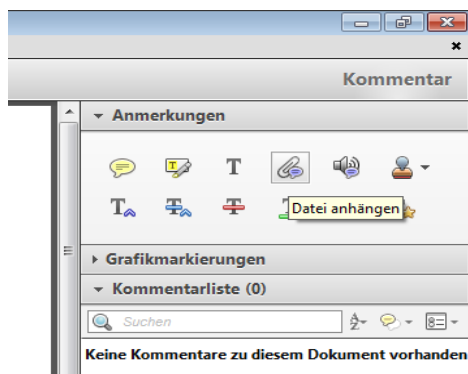 Kommentar
Anmerkungen
T
Datei anhängen
T T T
Grafikmarkierungen
Kommentarliste (0)
Suchen
A Z
Keine Kommentare zu diesem Dokument vorhanden